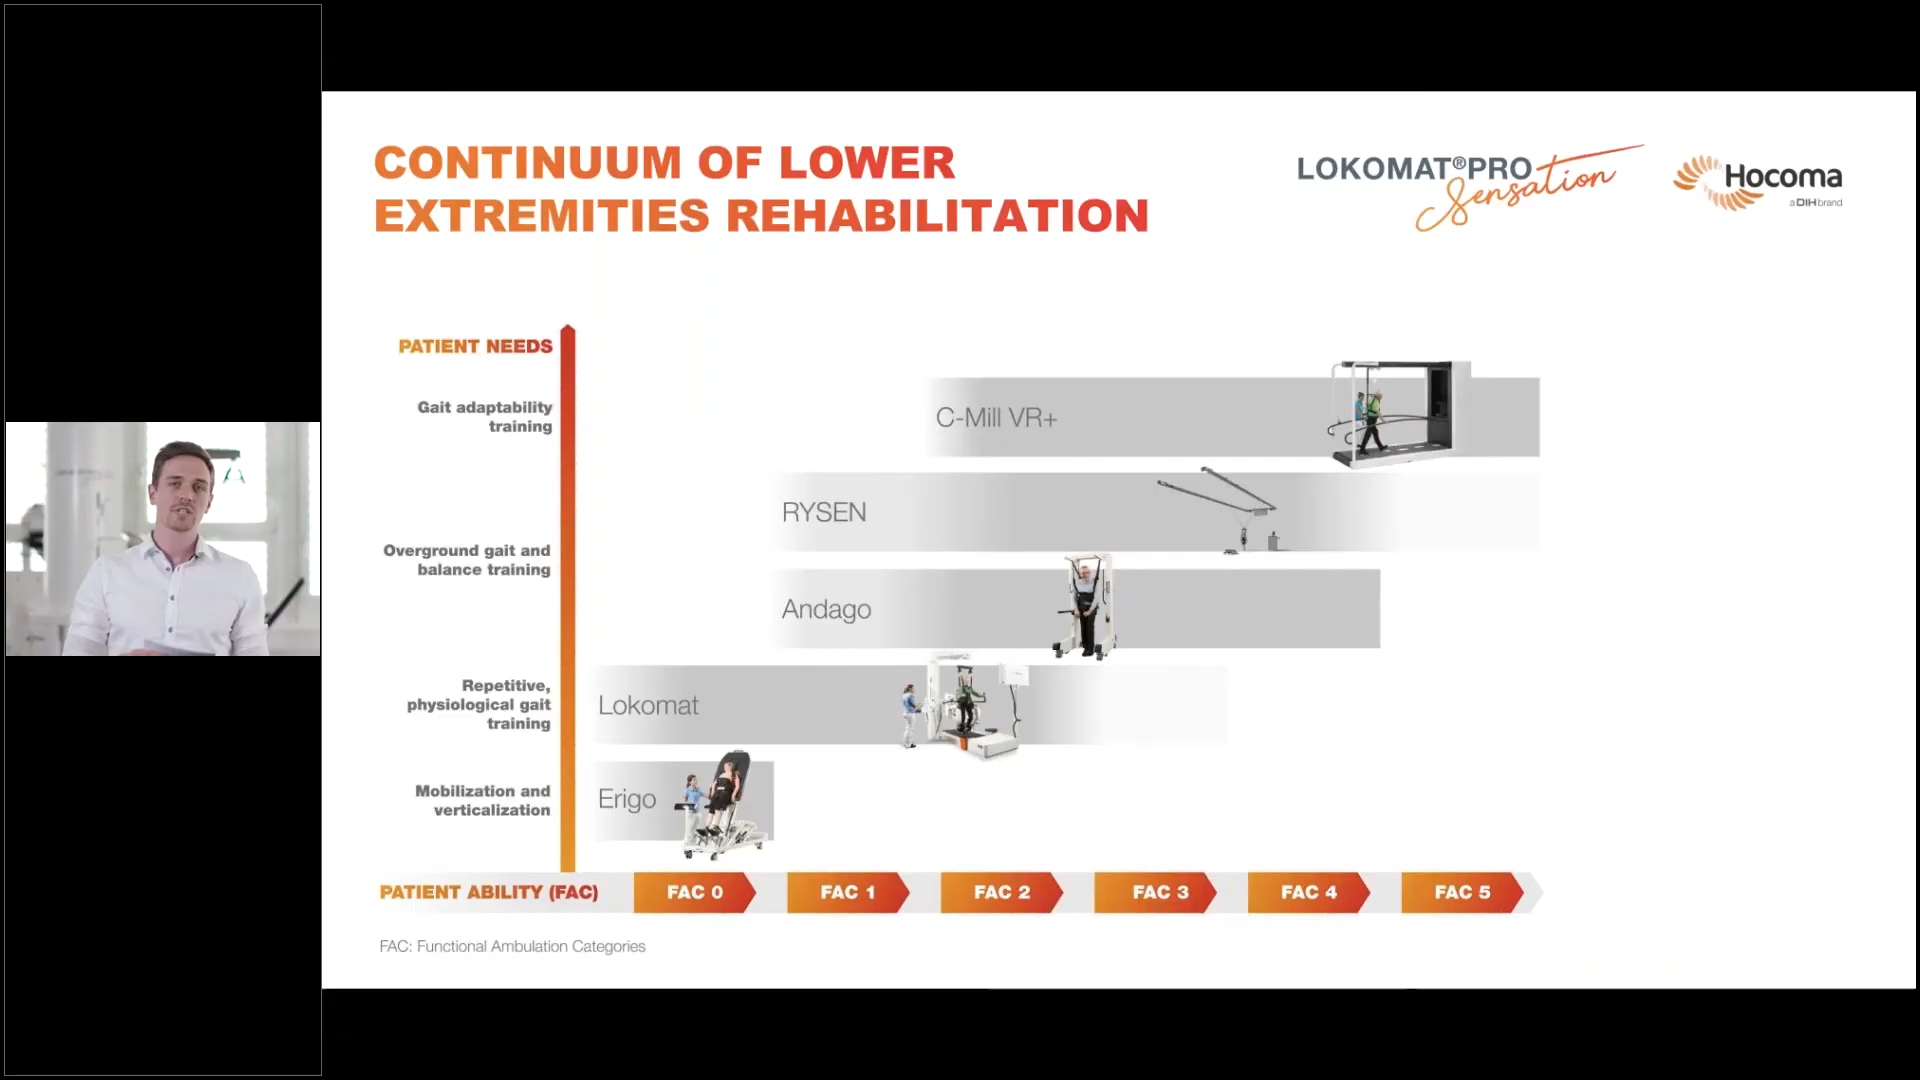 CONTINUUM OF LOWER
EXTREMITIES REHABILITATION
LOKOMAT®PRO
Sensation
Hocoma
a DIH brand
PATIENT NEEDS
Gait adaptability
training
C-Mill VR+
RYSEN
Overground gait and
balance training
Andago
Repetitive,
physiological gait
training
Lokomat
Mobilization and
verticalization
Erigo
PATIENT ABILITY (FAC)
FAC 0
FAC 1
FAC 2
FAC 3
FAC 4
FAC 5
FAC: Functional Ambulation Categories